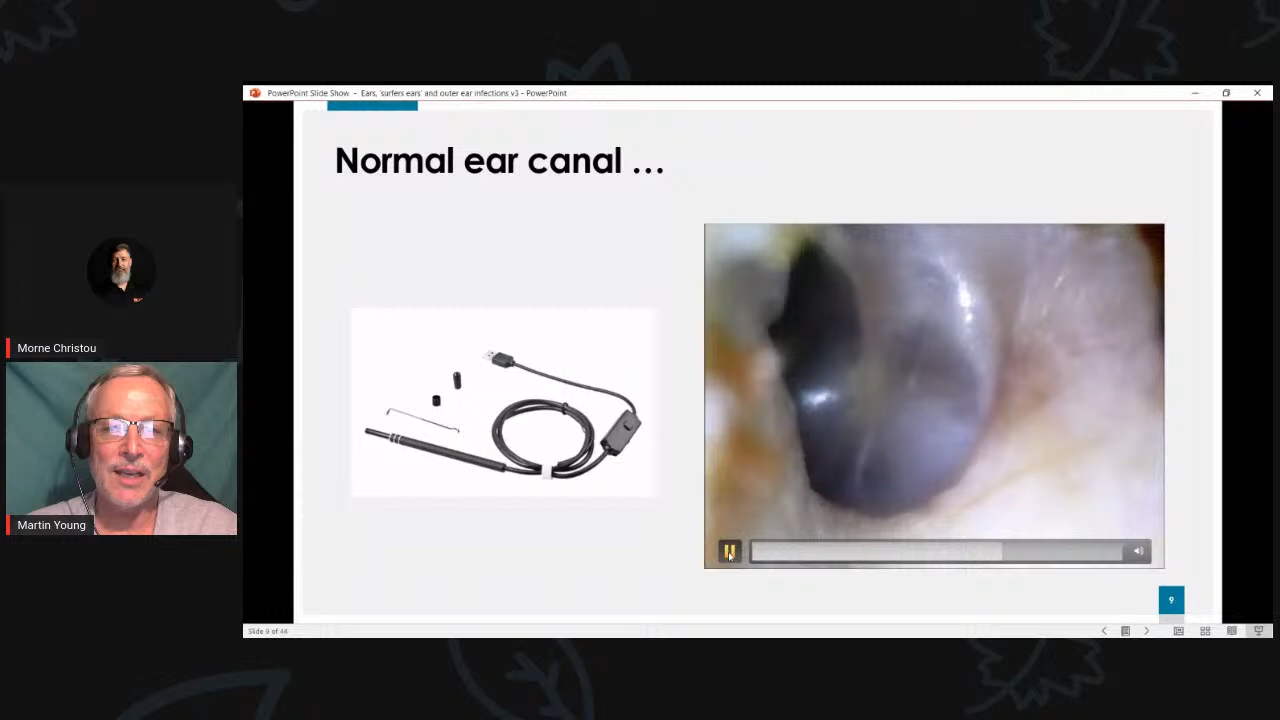 PowerPoint Slide Show - Ears, 'surfers ears' and outer ear infections v3 - PowerPoint
Normal ear canal ...
Morne Christou
Martin Young
9
Slide 9 of 44